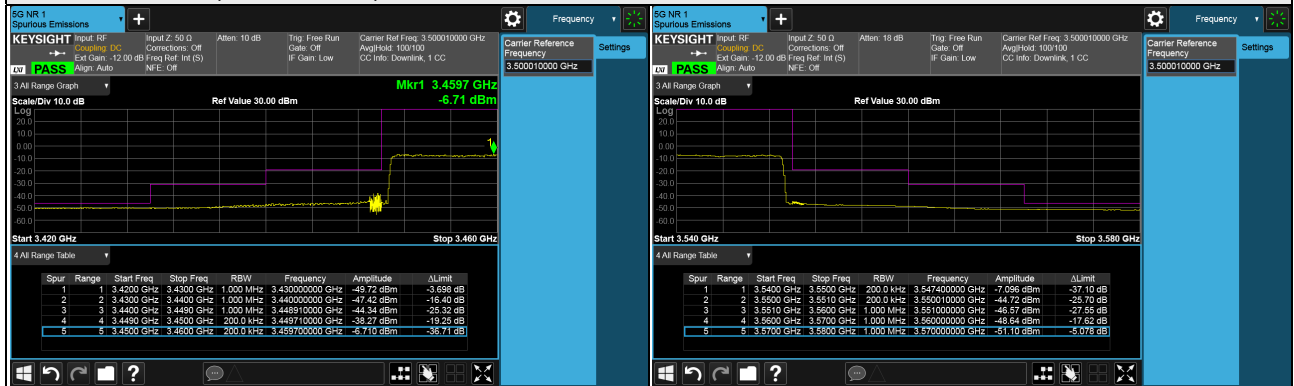 5G NR 1
Spurious Emissions
Frequency
KEYSIGHT Input: RF Input Z: 50 Ω Atten: 10 dB Trig: Free Run Carrier Ref Freq: 3.500010000 GHz
Coupling: DC Corrections: Off Gate: Off Avg|Hold: 100/100
Ext Gain: -12.00 dB Freq Ref: Int (S) IF Gain: Low CC Info: Downlink, 1 CC
LXI PASS Align: Auto NFE: Off
Carrier Reference
Frequency
3.500010000 GHz
Settings
3 All Range Graph
Mkr1 3.4597 GHz
Scale/Div 10.0 dB Ref Value 30.00 dBm -6.71 dBm
Log
20.0
10.0
0.00
-10.0
-20.0
-30.0
-40.0
-50.0
-60.0
1
Start 3.420 GHz Stop 3.460 GHz
4 All Range Table
Spur Range Start Freq Stop Freq RBW Frequency Amplitude ΔLimit
1 1 3.4200 GHz 3.4300 GHz 1.000 MHz 3.430000000 GHz -49.72 dBm -3.698 dB
2 2 3.4300 GHz 3.4400 GHz 1.000 MHz 3.440000000 GHz -47.42 dBm -16.40 dB
3 3 3.4400 GHz 3.4490 GHz 1.000 MHz 3.448910000 GHz -44.34 dBm -25.32 dB
4 4 3.4490 GHz 3.4500 GHz 200.0 kHz 3.449710000 GHz -38.27 dBm -19.25 dB
5 5 3.4500 GHz 3.4600 GHz 200.0 kHz 3.459700000 GHz -6.710 dBm -36.71 dB
?
5G NR 1
Spurious Emissions
Frequency
KEYSIGHT Input: RF Input Z: 50 Ω Atten: 18 dB Trig: Free Run Carrier Ref Freq: 3.500010000 GHz
Coupling: DC Corrections: Off Gate: Off Avg|Hold: 100/100
Ext Gain: -12.00 dB Freq Ref: Int (S) IF Gain: Low CC Info: Downlink, 1 CC
LXI PASS Align: Auto NFE: Off
Carrier Reference
Frequency
3.500010000 GHz
Settings
3 All Range Graph
Scale/Div 10.0 dB Ref Value 30.00 dBm
Log
20.0
10.0
0.00
-10.0
-20.0
-30.0
-40.0
-50.0
-60.0
Start 3.540 GHz Stop 3.580 GHz
4 All Range Table
Spur Range Start Freq Stop Freq RBW Frequency Amplitude ΔLimit
1 1 3.5400 GHz 3.5500 GHz 200.0 kHz 3.547400000 GHz -7.096 dBm -37.10 dB
2 2 3.5500 GHz 3.5510 GHz 200.0 kHz 3.550010000 GHz -44.72 dBm -25.70 dB
3 3 3.5510 GHz 3.5600 GHz 1.000 MHz 3.551000000 GHz -46.57 dBm -27.55 dB
4 4 3.5600 GHz 3.5700 GHz 1.000 MHz 3.560000000 GHz -48.64 dBm -17.62 dB
5 5 3.5700 GHz 3.5800 GHz 1.000 MHz 3.570000000 GHz -51.10 dBm -5.078 dB
?